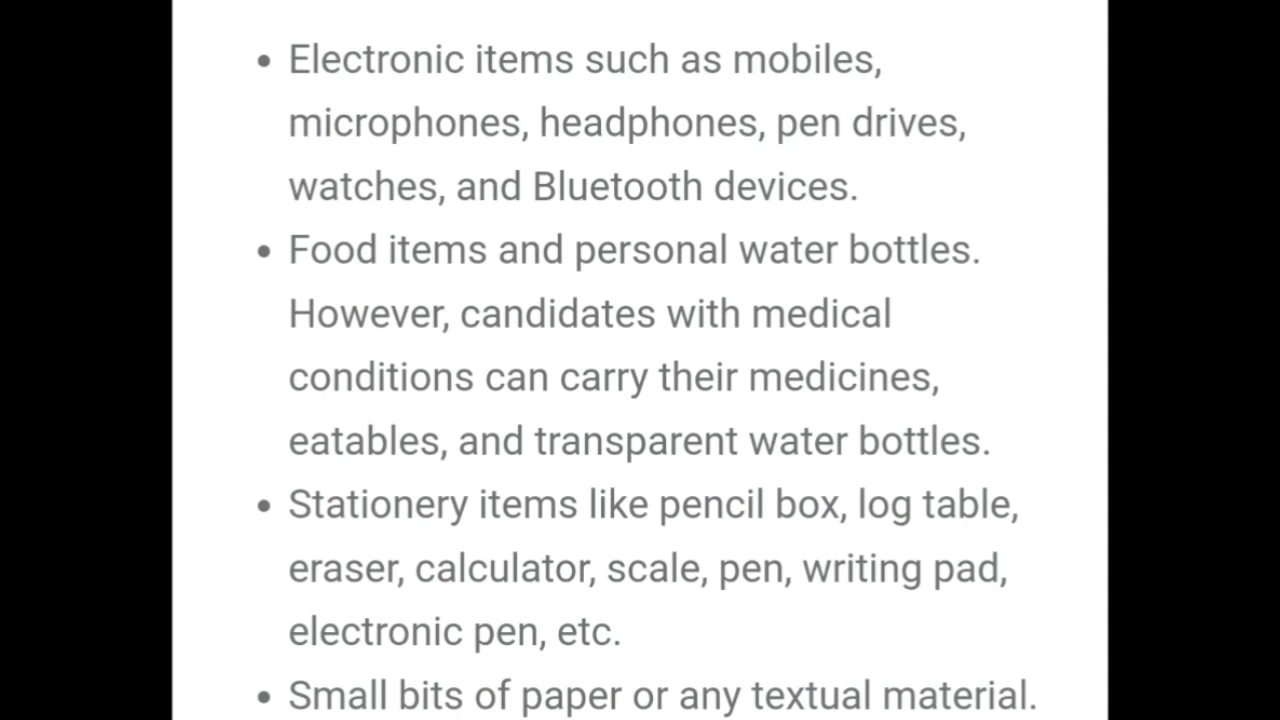 • Electronic items such as mobiles,
microphones, headphones, pen drives,
watches, and Bluetooth devices.
• Food items and personal water bottles.
However, candidates with medical
conditions can carry their medicines,
eatables, and transparent water bottles.
• Stationery items like pencil box, log table,
eraser, calculator, scale, pen, writing pad,
electronic pen, etc.
• Small bits of paper or any textual material.